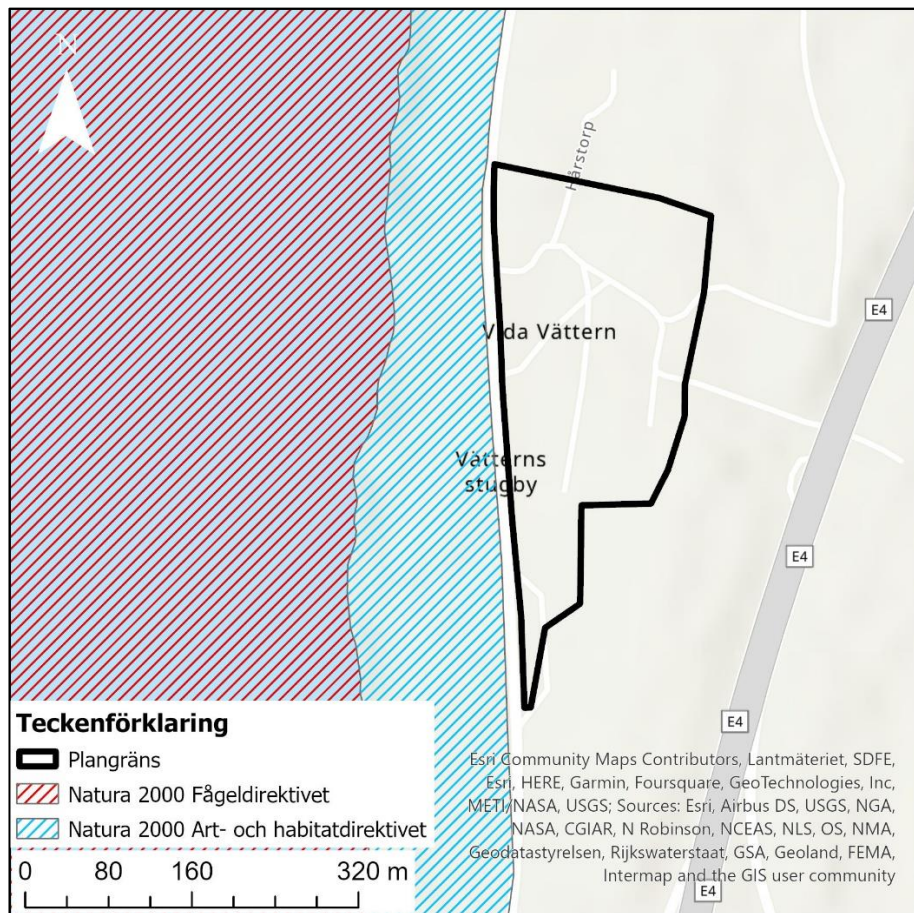 N
Hårstorp
E4
Vida Vättern
Vätterns
stugby
E4
E4
Teckenförklaring
Plangräns
Natura 2000 Fågeldirektivet
Natura 2000 Art- och habitatdirektivet
0 80 160 320 m
Esri Community Maps Contributors, Lantmäteriet, SDFE,
Esri, HERE, Garmin, Foursquare, GeoTechnologies, Inc,
METI/NASA, USGS; Sources: Esri, Airbus DS, USGS, NGA,
NASA, CGIAR, N Robinson, NCEAS, NLS, OS, NMA,
Geodatastyrelsen, Rijkswaterstaat, GSA, Geoland, FEMA,
Intermap and the GIS user community
E4